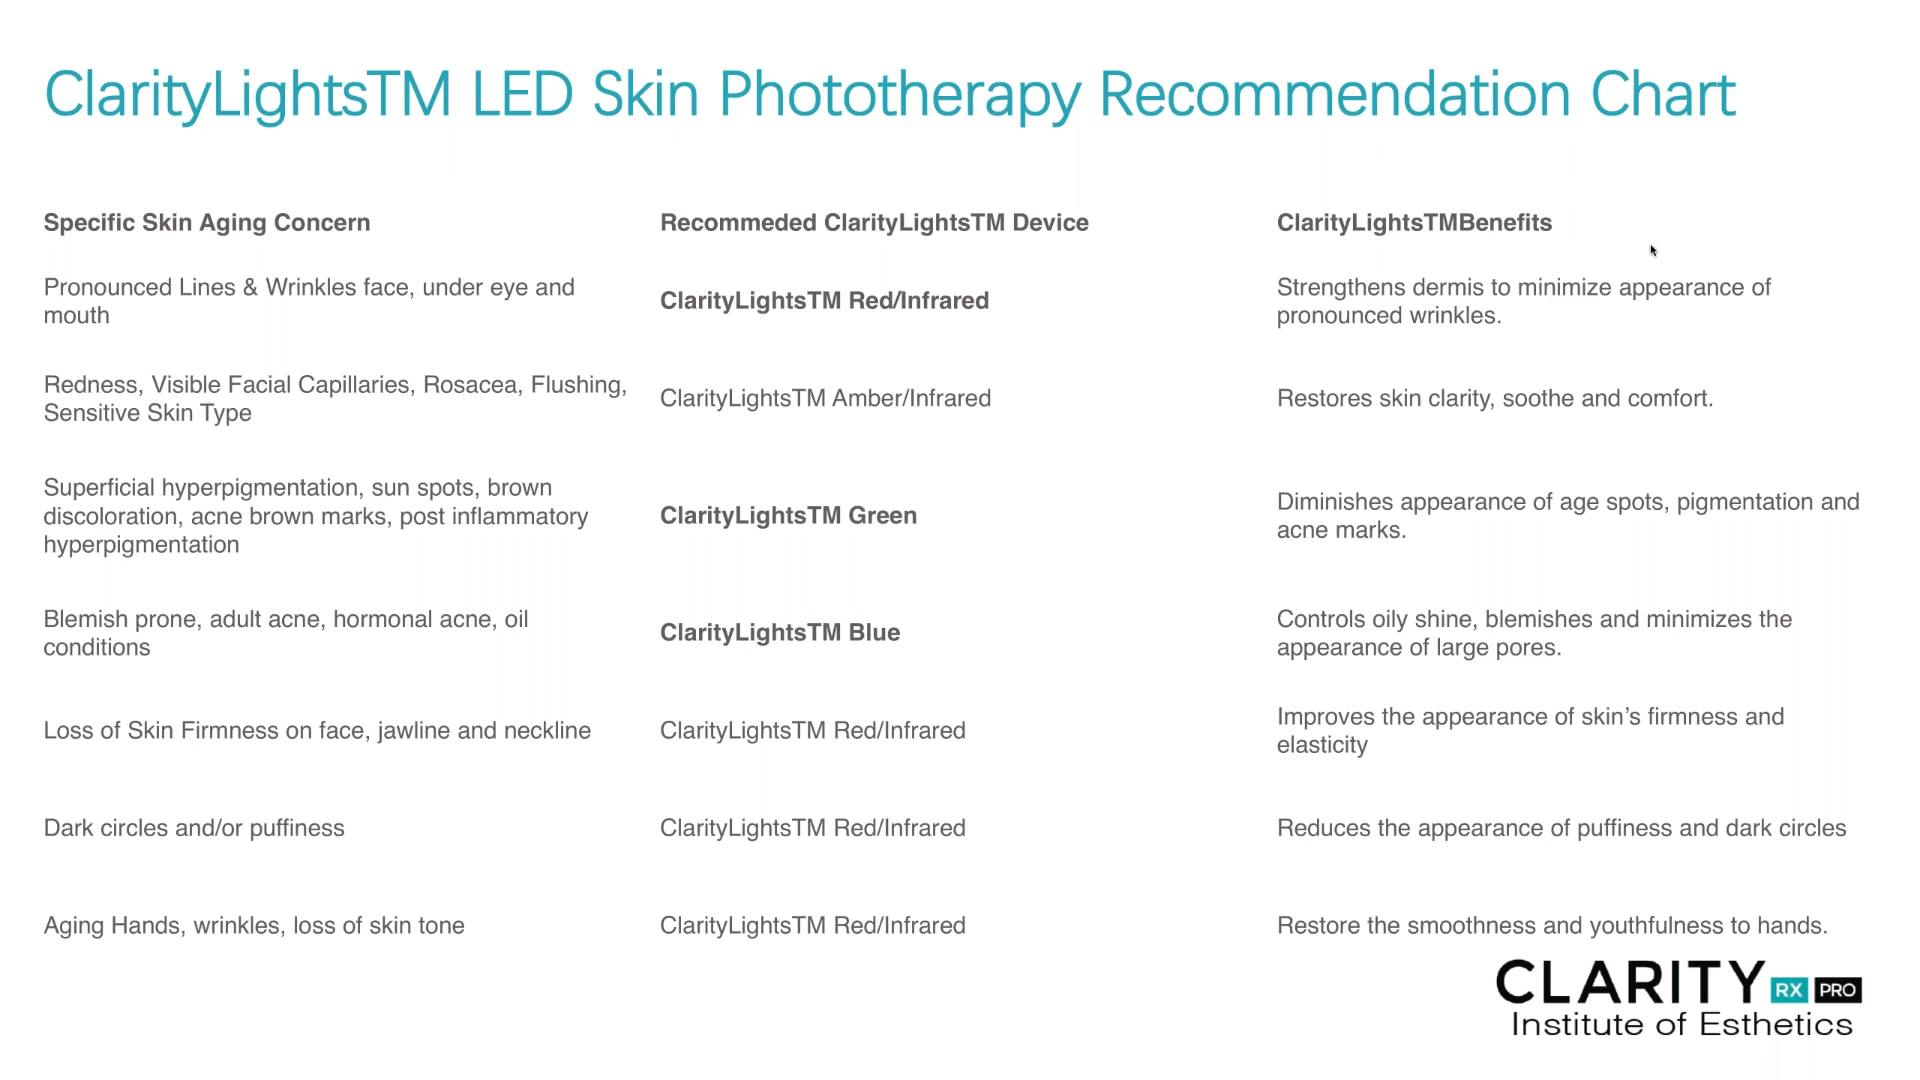 ClarityLightsTM LED Skin Phototherapy Recommendation Chart
Specific Skin Aging Concern
Recommeded ClarityLightsTM Device
ClarityLightsTMBenefits
Pronounced Lines & Wrinkles face, under eye and
mouth
ClarityLightsTM Red/Infrared
Strengthens dermis to minimize appearance of
pronounced wrinkles.
Redness, Visible Facial Capillaries, Rosacea, Flushing,
Sensitive Skin Type
ClarityLightsTM Amber/Infrared
Restores skin clarity, soothe and comfort.
Superficial hyperpigmentation, sun spots, brown
discoloration, acne brown marks, post inflammatory
hyperpigmentation
ClarityLightsTM Green
Diminishes appearance of age spots, pigmentation and
acne marks.
Blemish prone, adult acne, hormonal acne, oil
conditions
ClarityLightsTM Blue
Controls oily shine, blemishes and minimizes the
appearance of large pores.
Loss of Skin Firmness on face, jawline and neckline
ClarityLightsTM Red/Infrared
Improves the appearance of skin’s firmness and
elasticity
Dark circles and/or puffiness
ClarityLightsTM Red/Infrared
Reduces the appearance of puffiness and dark circles
Aging Hands, wrinkles, loss of skin tone
ClarityLightsTM Red/Infrared
Restore the smoothness and youthfulness to hands.
CLARITY RX PRO
Institute of Esthetics